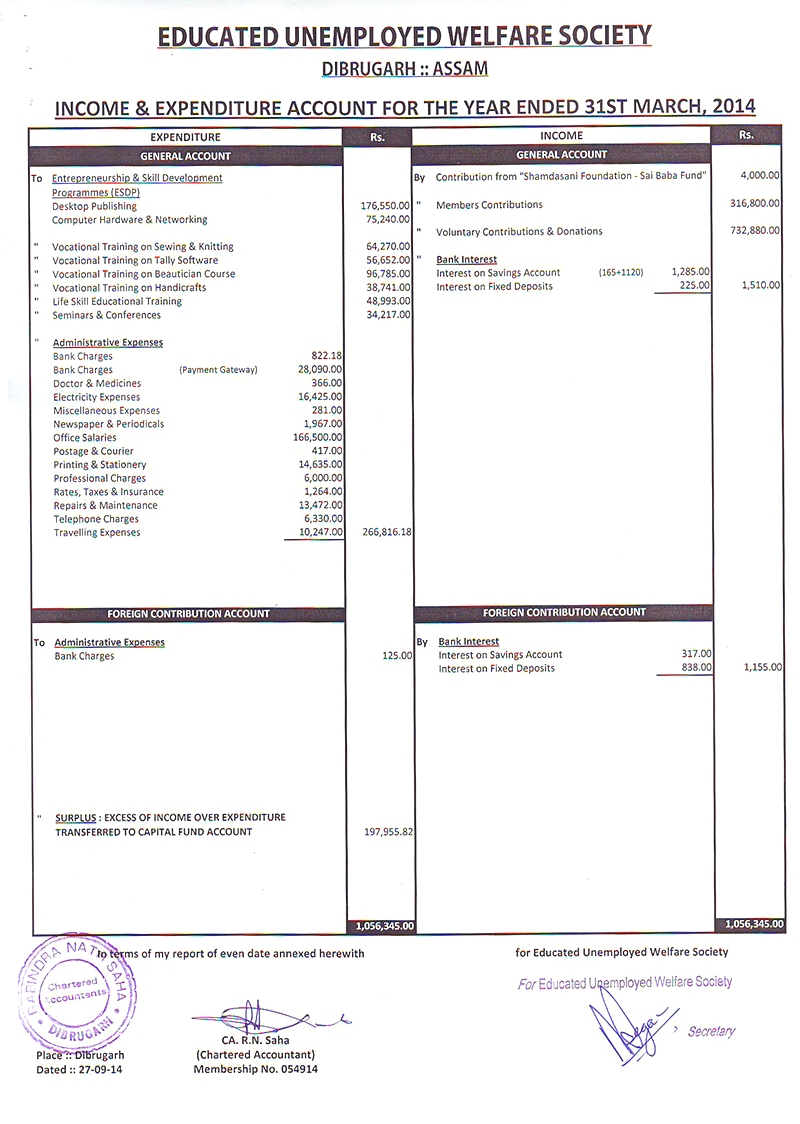 EDUCATED UNEMPLOYED WELFARE SOCIETY
DIBRUGARH :: ASSAM
INCOME & EXPENDITURE ACCOUNT FOR THE YEAR ENDED 31ST MARCH, 2014
EXPENDITURE Rs.
GENERAL ACCOUNT
To Entrepreneurship & Skill Development
Programmes (ESDP)
Desktop Publishing 176,550.00
Computer Hardware & Networking 75,240.00
" Vocational Training on Sewing & Knitting 64,270.00
" Vocational Training on Tally Software 56,652.00
" Vocational Training on Beautician Course 96,785.00
" Vocational Training on Handicrafts 38,741.00
" Life Skill Educational Training 48,993.00
" Seminars & Conferences 34,217.00
" Administrative Expenses
Bank Charges 822.18
Bank Charges (Payment Gateway) 28,090.00
Doctor & Medicines 366.00
Electricity Expenses 16,425.00
Miscellaneous Expenses 281.00
Newspaper & Periodicals 1,967.00
Office Salaries 166,500.00
Postage & Courier 417.00
Printing & Stationery 14,635.00
Professional Charges 6,000.00
Rates, Taxes & Insurance 1,264.00
Repairs & Maintenance 13,472.00
Telephone Charges 6,330.00
Travelling Expenses 10,247.00 266,816.18
FOREIGN CONTRIBUTION ACCOUNT
To Administrative Expenses
Bank Charges 125.00
" SURPLUS : EXCESS OF INCOME OVER EXPENDITURE
TRANSFERRED TO CAPITAL FUND ACCOUNT 197,955.82
1,056,345.00
INCOME Rs.
GENERAL ACCOUNT
By Contribution from "Shamdasani Foundation - Sai Baba Fund" 4,000.00
" Members Contributions 316,800.00
" Voluntary Contributions & Donations 732,880.00
" Bank Interest
Interest on Savings Account (165+1120) 1,285.00
Interest on Fixed Deposits 225.00 1,510.00
FOREIGN CONTRIBUTION ACCOUNT
By Bank Interest
Interest on Savings Account 317.00
Interest on Fixed Deposits 838.00 1,155.00
1,056,345.00
In terms of my report of even date annexed herewith
RABINDRA NATH SAHA
Chartered
Accountants
DIBRUGARH
CA. R.N. Saha
(Chartered Accountant)
Membership No. 054914
Place :: Dibrugarh
Dated :: 27-09-14
for Educated Unemployed Welfare Society
For Educated Unemployed Welfare Society
Secretary